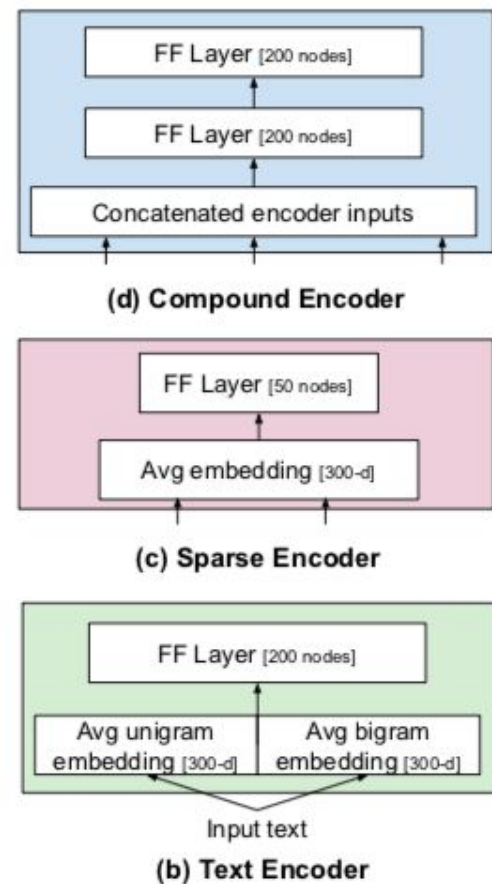 FF Layer [200 nodes]
FF Layer [200 nodes]
Concatenated encoder inputs
(d) Compound Encoder
FF Layer [50 nodes]
Avg embedding [300-d]
(c) Sparse Encoder
FF Layer [200 nodes]
Avg unigram
embedding [300-d]
Avg bigram
embedding [300-d]
Input text
(b) Text Encoder